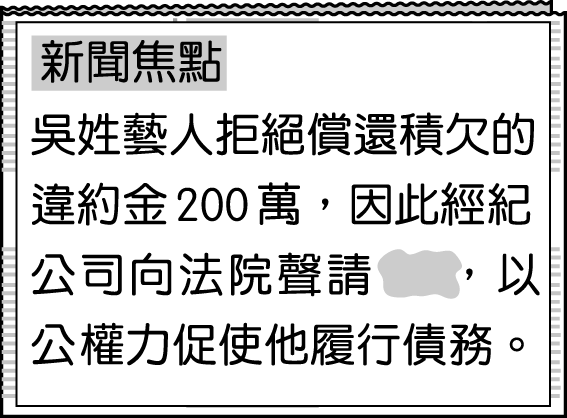 新聞焦點
吳姓藝人拒絕償還積欠的
違約金200萬，因此經紀
公司向法院聲請，以
公權力促使他履行債務。